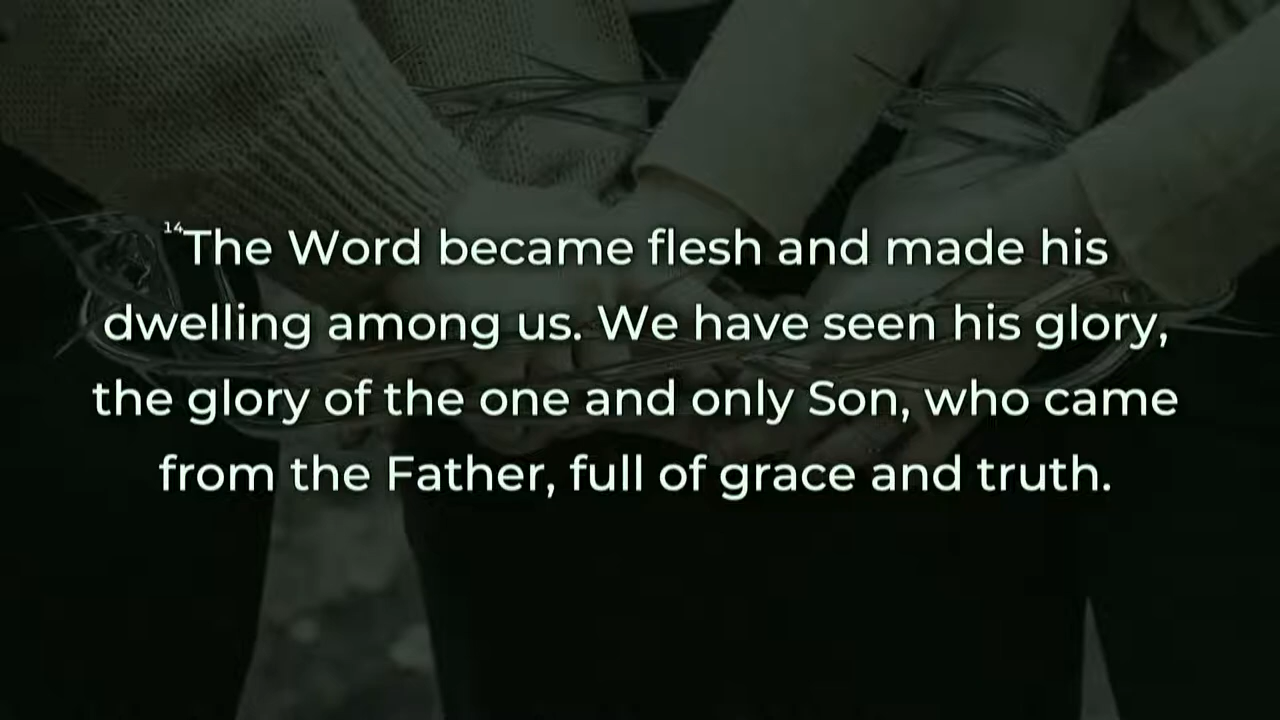 ¹⁴The Word became flesh and made his
dwelling among us. We have seen his glory,
the glory of the one and only Son, who came
from the Father, full of grace and truth.